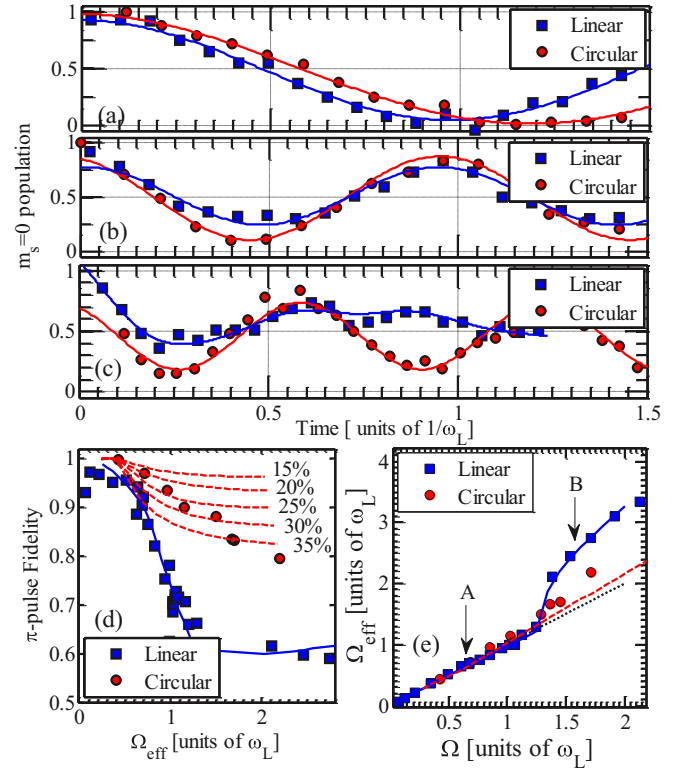 1
0.5
0
(a)
Linear
Circular
1
0.5
0
(b)
Linear
Circular
m_s=0 population
1
0.5
0
(c)
Linear
Circular
0
0.5
1
1.5
Time [ units of 1/ω_L]
1
0.9
0.8
0.7
0.6
0.5
π-pulse Fidelity
15%
20%
25%
30%
35%
(d)
Linear
Circular
0
1
2
Ω_eff [units of ω_L]
4
3
2
1
0
Ω_eff [units of ω_L]
Linear
Circular
A
B
(e)
0.5
1
1.5
2
Ω [units of ω_L]